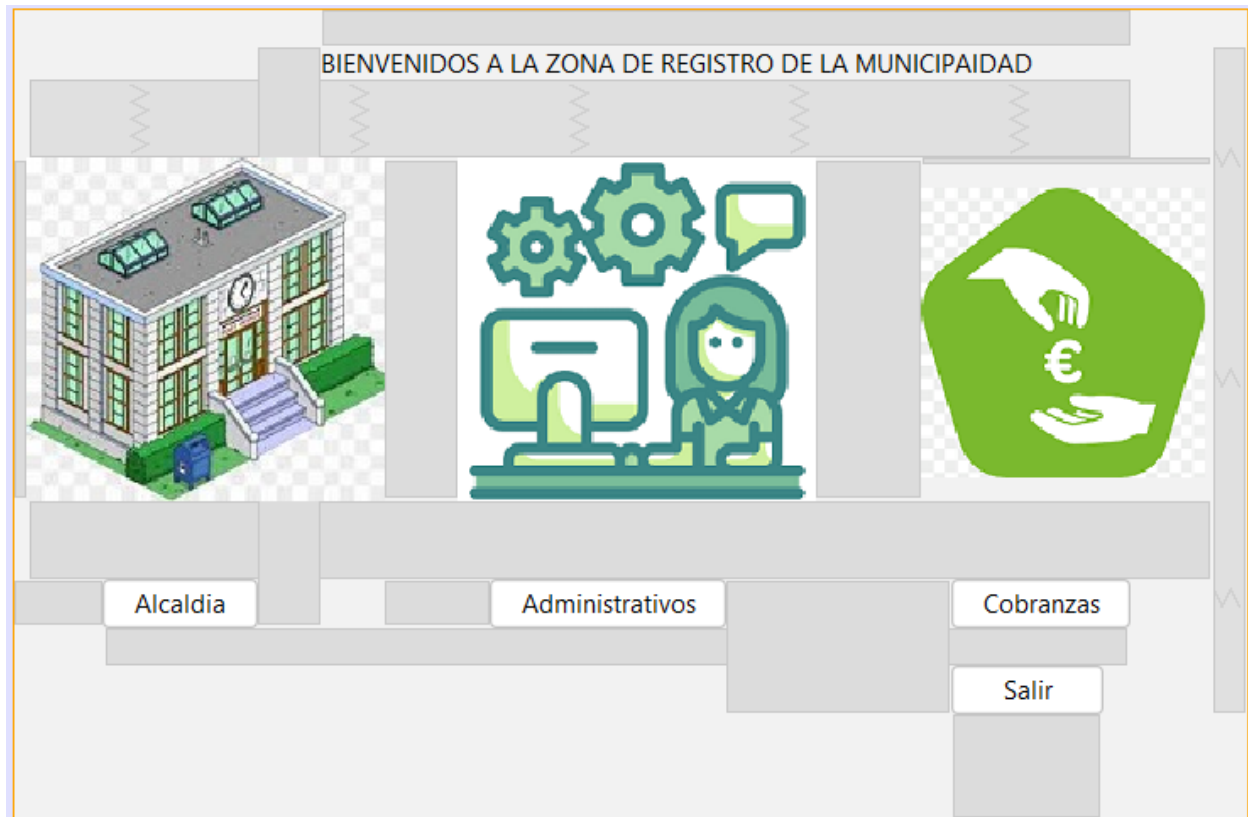 BIENVENIDOS A LA ZONA DE REGISTRO DE LA MUNICIPAIDAD
€
Alcaldia
Administrativos
Cobranzas
Salir